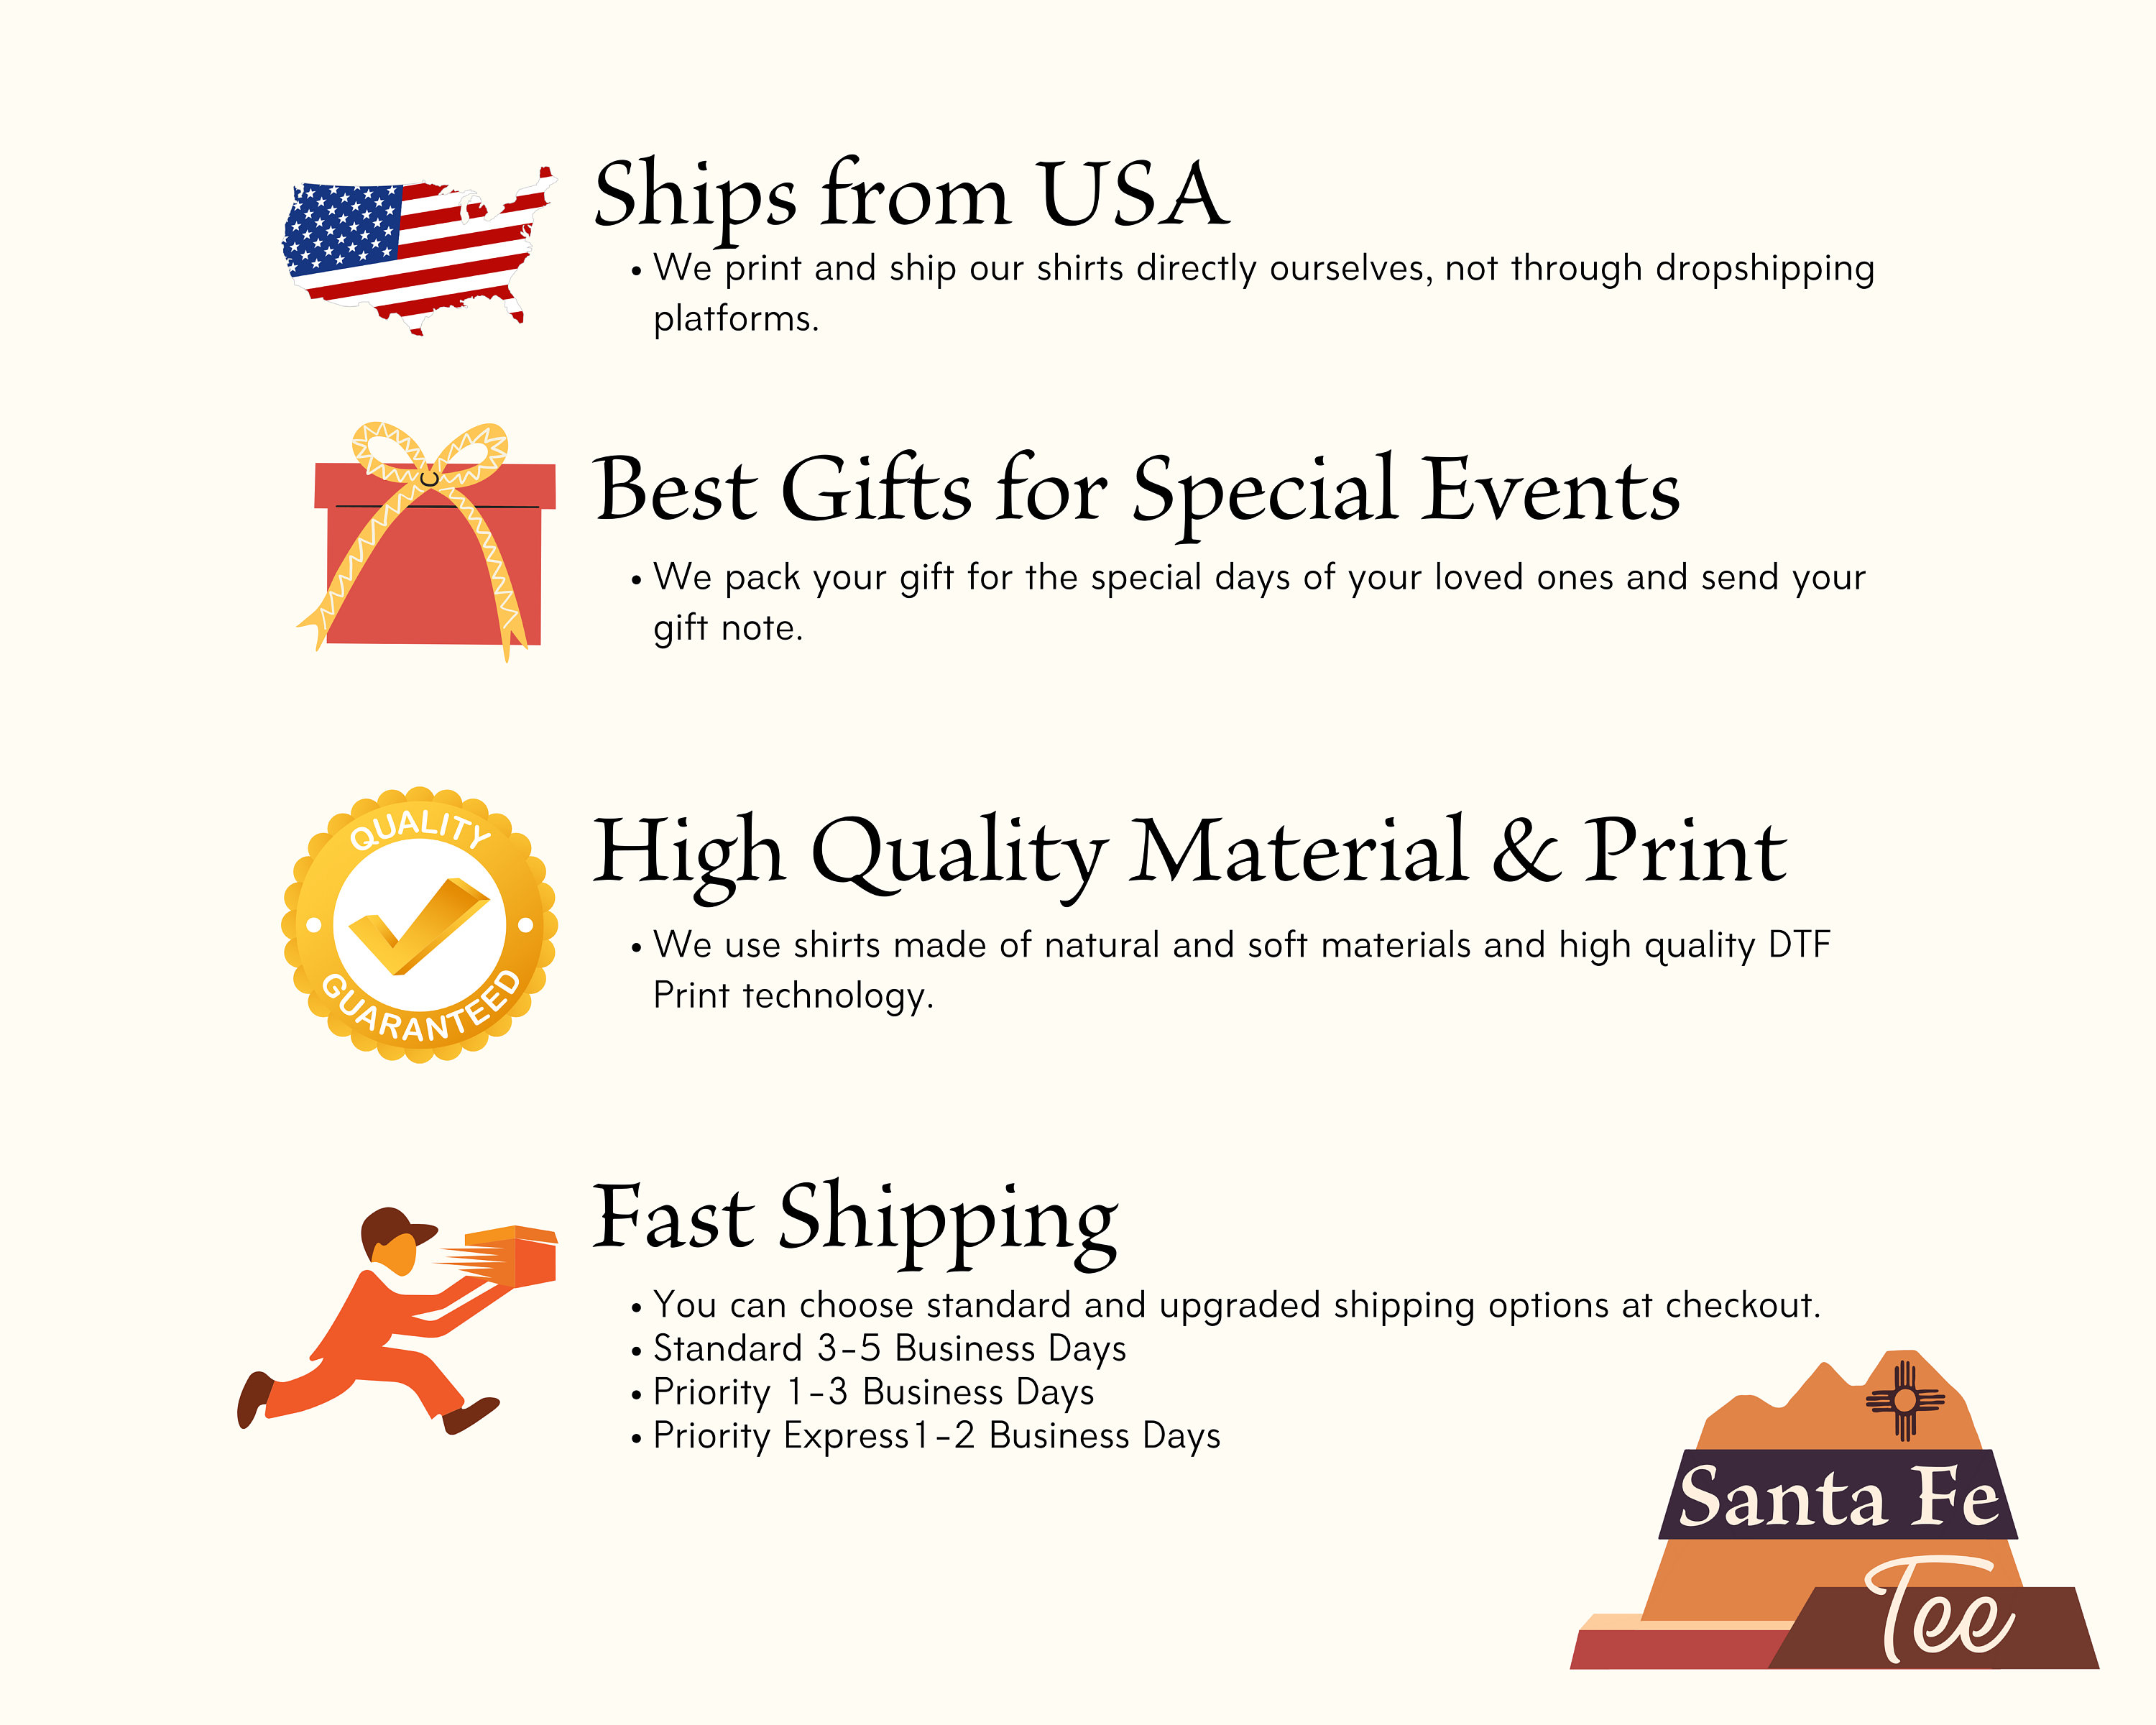 Ships from USA
• We print and ship our shirts directly ourselves, not through dropshipping
platforms.
Best Gifts for Special Events
• We pack your gift for the special days of your loved ones and send your
gift note.
QUALITY
GUARANTEED
High Quality Material & Print
• We use shirts made of natural and soft materials and high quality DTF
Print technology.
Fast Shipping
• You can choose standard and upgraded shipping options at checkout.
• Standard 3-5 Business Days
• Priority 1-3 Business Days
• Priority Express1-2 Business Days
Santa Fe
Tee